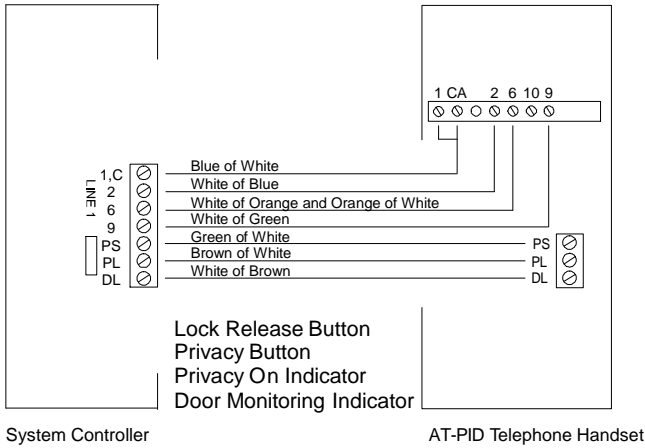 1 CA 2 6 10 9
LINE 1
1,C
2
6
9
PS
PL
DL
Blue of White
White of Blue
White of Orange and Orange of White
White of Green
Green of White
Brown of White
White of Brown
PS
PL
DL
Lock Release Button
Privacy Button
Privacy On Indicator
Door Monitoring Indicator
System Controller
AT-PID Telephone Handset